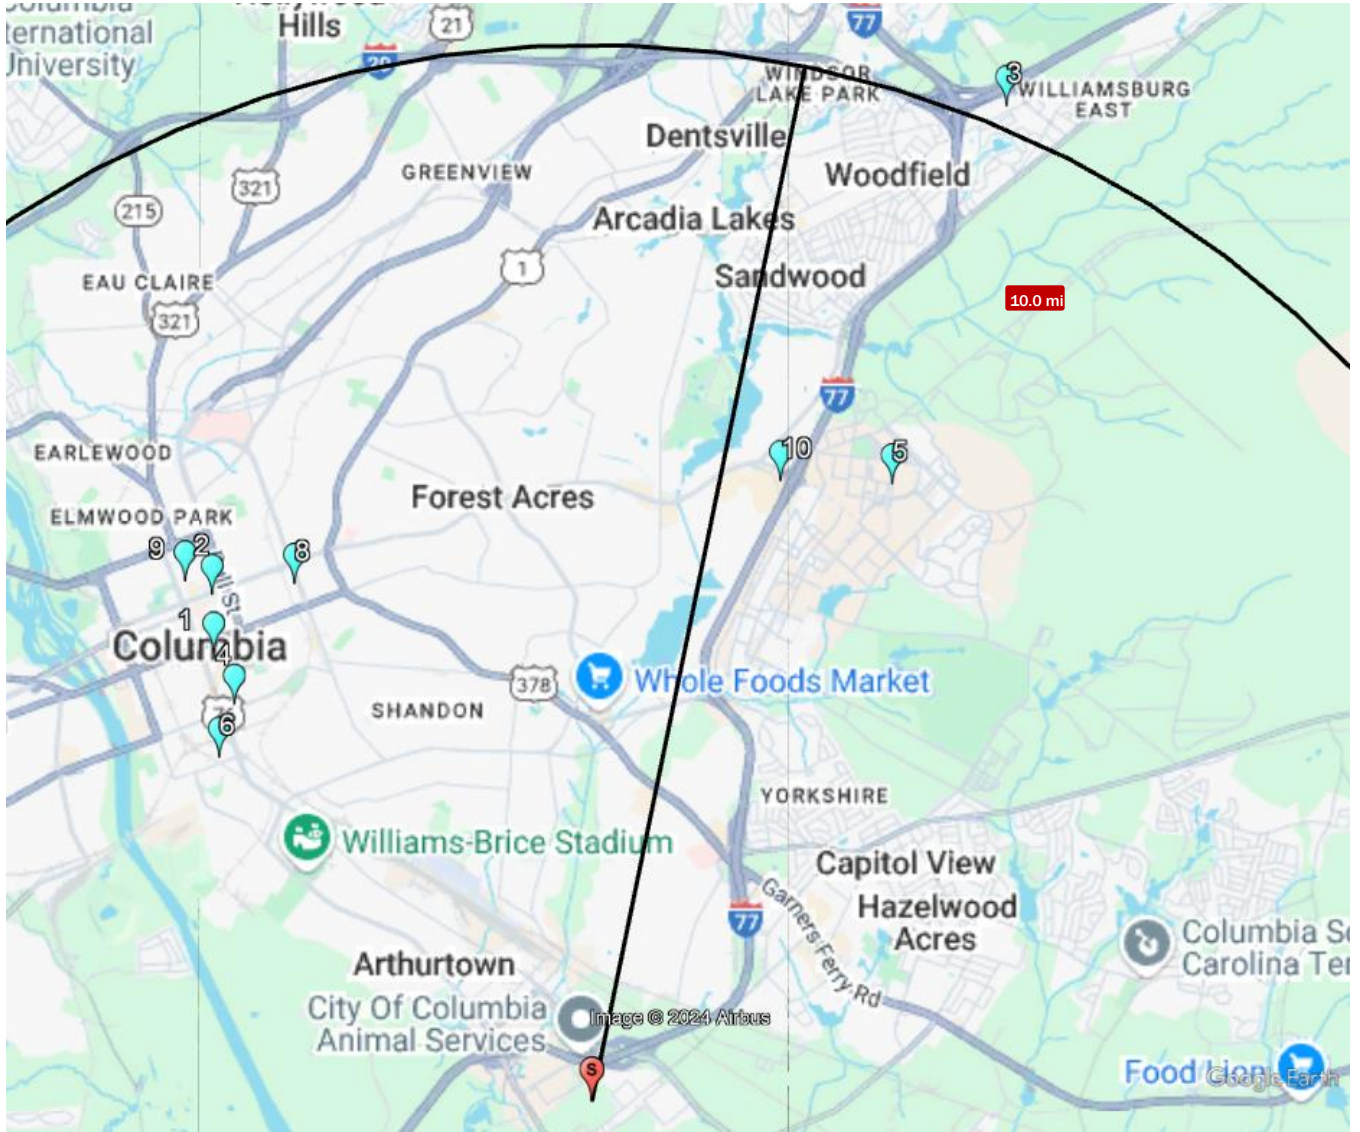 21
77
Hills
ternational
University
20
3
WINDSOR
LAKE PARK
WILLIAMSBURG
EAST
Dentsville
GREENVIEW
Woodfield
321
215
Arcadia Lakes
1
Sandwood
EAU CLAIRE
10.0 mi
321
77
EARLEWOOD
10
5
Forest Acres
ELMWOOD PARK
9
2
8
1
Columbia
4
378
Whole Foods Market
SHANDON
6
YORKSHIRE
Williams-Brice Stadium
Capitol View
Garners Ferry Rd
Hazelwood
Acres
77
Columbia
Carolina
Arthurtown
City Of Columbia
Animal Services
Image © 2024 Airbus
S
Food Lion
Google Earth